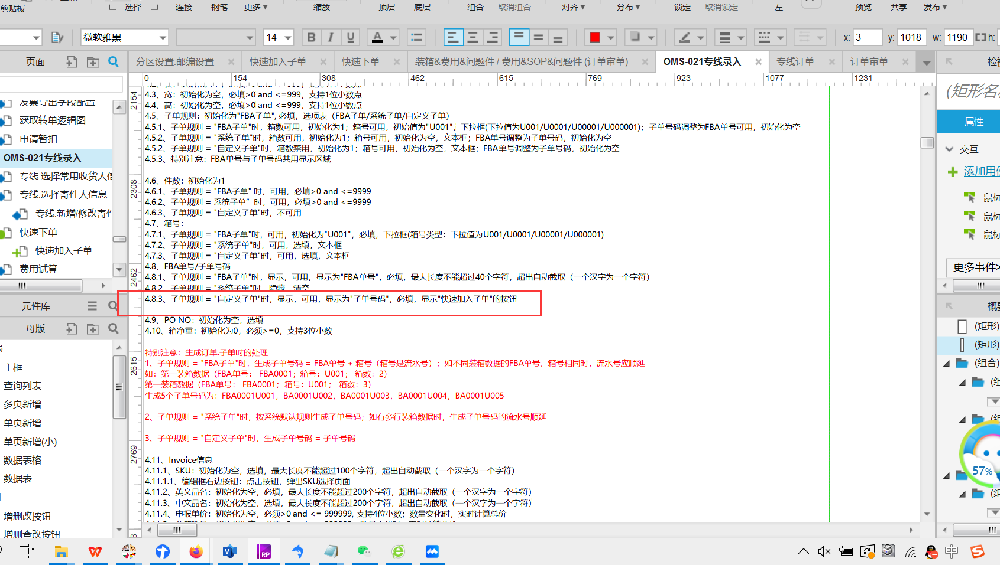 剪贴板
选择
连接
钢笔
更多▾
缩放
顶层
底层
组合
取消组合
对齐▾
分布▾
锁定
取消锁定
左
预览
共享
发布▾
微软雅黑
14
B I U A
x: 3
y: 1018
w: 1190
h:
页面
分区设置.邮编设置
快速加入子单
快速下单
装箱&费用&问题件 / 费用&SOP&问题件 (订单审单)
OMS-021专线录入
专线订单
订单审单
0 154 308 462 615 769 923 1077 1231
2154
2308
2462
2615
2769
发票导出字段配置
获取转单逻辑图
申请暂扣
OMS-021专线录入
专线.选择常用收货人信
专线.选择寄件人信息
专线.新增/修改寄件
快速下单
快速加入子单
费用试算
元件库
母版
主框
查询列表
多页新增
单页新增
单页新增(小)
数据表格
数据表
增删改按钮
增删查改按钮
4.3、宽：初始化为空，必填>0 and <=999，支持1位小数点
4.4、高：初始化为空，必填>0 and <=999，支持1位小数点
4.5、子单规则：初始化为"FBA子单", 必填，选项表（FBA子单/系统子单/自定义子单）
4.5.1、子单规则 = "FBA子单"时，箱数可用，初始化为1；箱号可用，初始值为"U001"，下拉框(下拉值为U001/U0001/U00001/U000001)；子单号码调整为FBA单号可用，初始化为空
4.5.2、子单规则 = "系统子单"时，箱数可用，初始化为1；箱号可用，初始化为空，文本框；FBA单号调整为子单号码，初始化为空
4.5.2、子单规则 = "自定义子单"时，箱数禁用，初始化为1；箱号可用，初始化为空，文本框；FBA单号调整为子单号码，初始化为空
4.5.3、特别注意：FBA单号与子单号码共用显示区域
4.6、件数：初始化为1
4.6.1、子单规则 = "FBA子单" 时，可用，必填>0 and <=9999
4.6.2、子单规则 = 系统子单” 时，可用，必填>0 and <=9999
4.6.3、子单规则 = "自定义子单"时，不可用
4.7、箱号：
4.7.1、子单规则 = "FBA子单"时，可用，初始化为"U001"，必填，下拉框(箱号类型：下拉值为U001/U0001/U00001/U000001)
4.7.2、子单规则 = "系统子单"时，可用，选填，文本框
4.7.3、子单规则 = "自定义子单"时，可用，选填，文本框
4.8、FBA单号/子单号码
4.8.1、子单规则 = "FBA子单"时，显示，可用，显示为"FBA单号"，必填，最大长度不能超过40个字符，超出自动截取（一个汉字为一个字符）
4.8.2、子单规则 = "系统子单"时，隐藏，清空
4.8.3、子单规则 = "自定义子单"时，显示，可用，显示为"子单号码"，必填，显示"快速加入子单"的按钮
4.9、PO NO：初始化为空，选填
4.10、箱净重：初始化为0，必须>=0，支持3位小数
特别注意：生成订单.子单时的处理
1、子单规则 = "FBA子单"时，生成子单号码 = FBA单号 + 箱号（箱号是流水号）；如不同装箱数据的FBA单号、箱号相同时，流水号应顺延
如：第一装箱数据（FBA单号： FBA0001；箱号：U001； 箱数：2）
第一装箱数据（FBA单号： FBA0001；箱号：U001； 箱数：3）
生成5个子单号码为：FBA0001U001，BA0001U002，BA0001U003，BA0001U004，BA0001U005
2、子单规则 = "系统子单"时，按系统默认规则生成子单号码；如有多行装箱数据时，生成子单号码的流水号顺延
3、子单规则 = "自定义子单"时，生成子单号码 = 子单号码
4.11、Invoice信息
4.11.1、SKU：初始化为空，选填，最大长度不能超过100个字符，超出自动截取（一个汉字为一个字符）
4.11.1.1、编辑框右边按钮：点击按钮，弹出SKU选择页面
4.11.2、英文品名：初始化为空，必填，最大长度不能超过200个字符，超出自动截取（一个汉字为一个字符）
4.11.3、中文品名：初始化为空，选填，最大长度不能超过200个字符，超出自动截取（一个汉字为一个字符）
4.11.4、申报单价：初始化为空，必须>0 and <= 999999, 支持4位小数；数量变化时，实时计算总价
(矩形名
属性
交互
添加用例
鼠标
鼠标
鼠标
更多事件>
概要
(矩形)
(矩形)
(组合)
(组
(组
(组
57%
RP
中